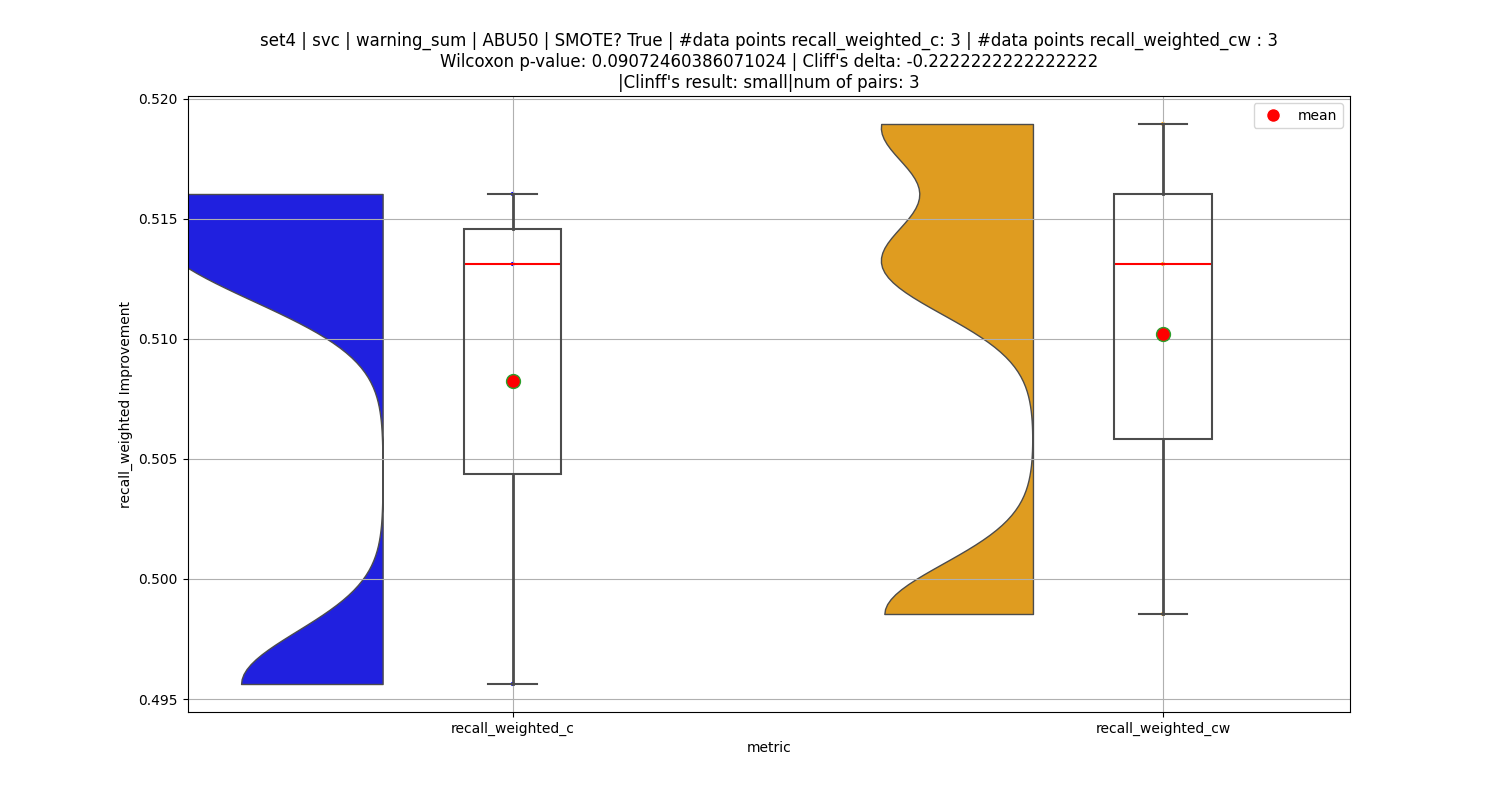 set4 | svc | warning_sum | ABU50 | SMOTE? True | #data points recall_weighted_c: 3 | #data points recall_weighted_cw : 3
Wilcoxon p-value: 0.09072460386071024 | Cliff's delta: -0.2222222222222222
|Clinff's result: small|num of pairs: 3
mean
0.520
0.515
0.510
0.505
0.500
0.495
recall_weighted Improvement
recall_weighted_c
recall_weighted_cw
metric